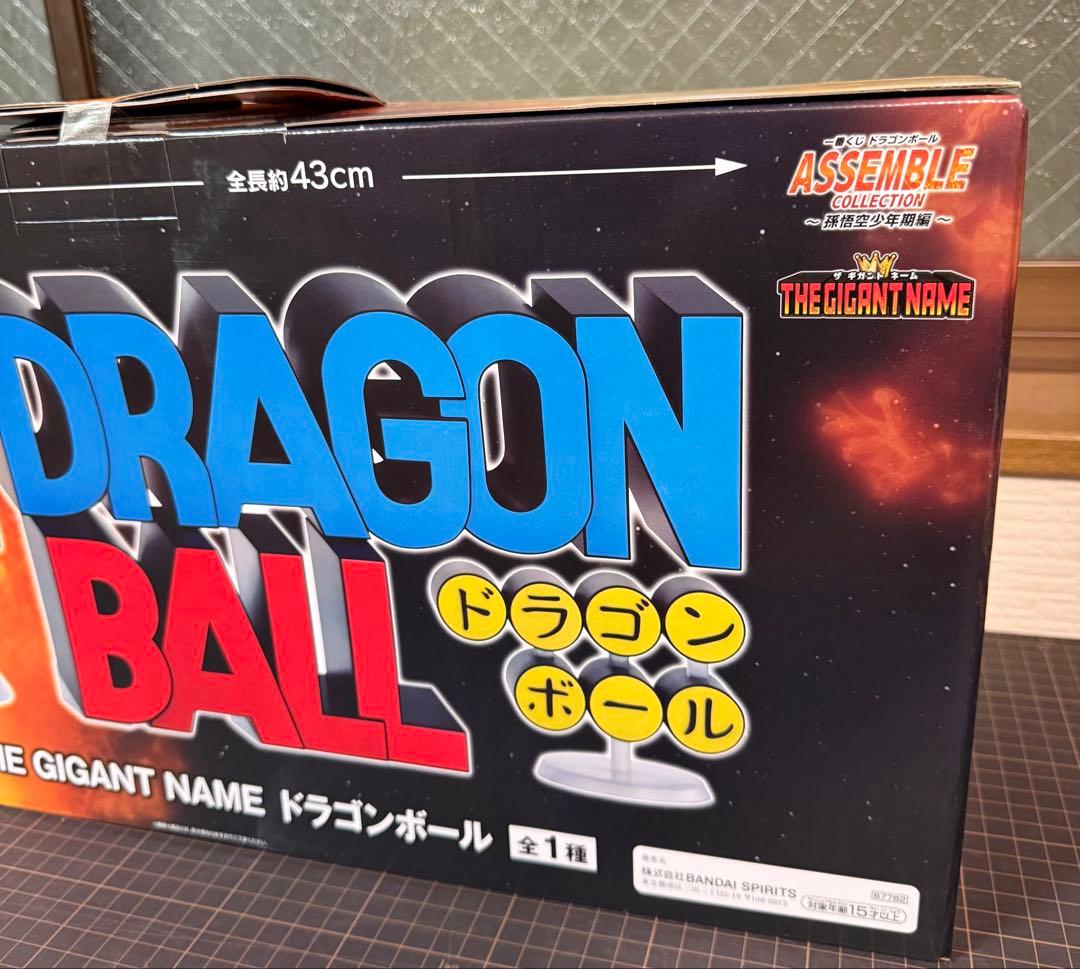 全長約43cm
一番くじ ドラゴンボール
ASSEMBLE
COLLECTION
～孫悟空少年期編～
ザ ギガント ネーム
THE GIGANT NAME
DRAGON
BALL
ドラゴン
ボール
HE GIGANT NAME ドラゴンボール 全1種
発売元
株式会社BANDAI SPIRITS
67782
対象年齢15才以上